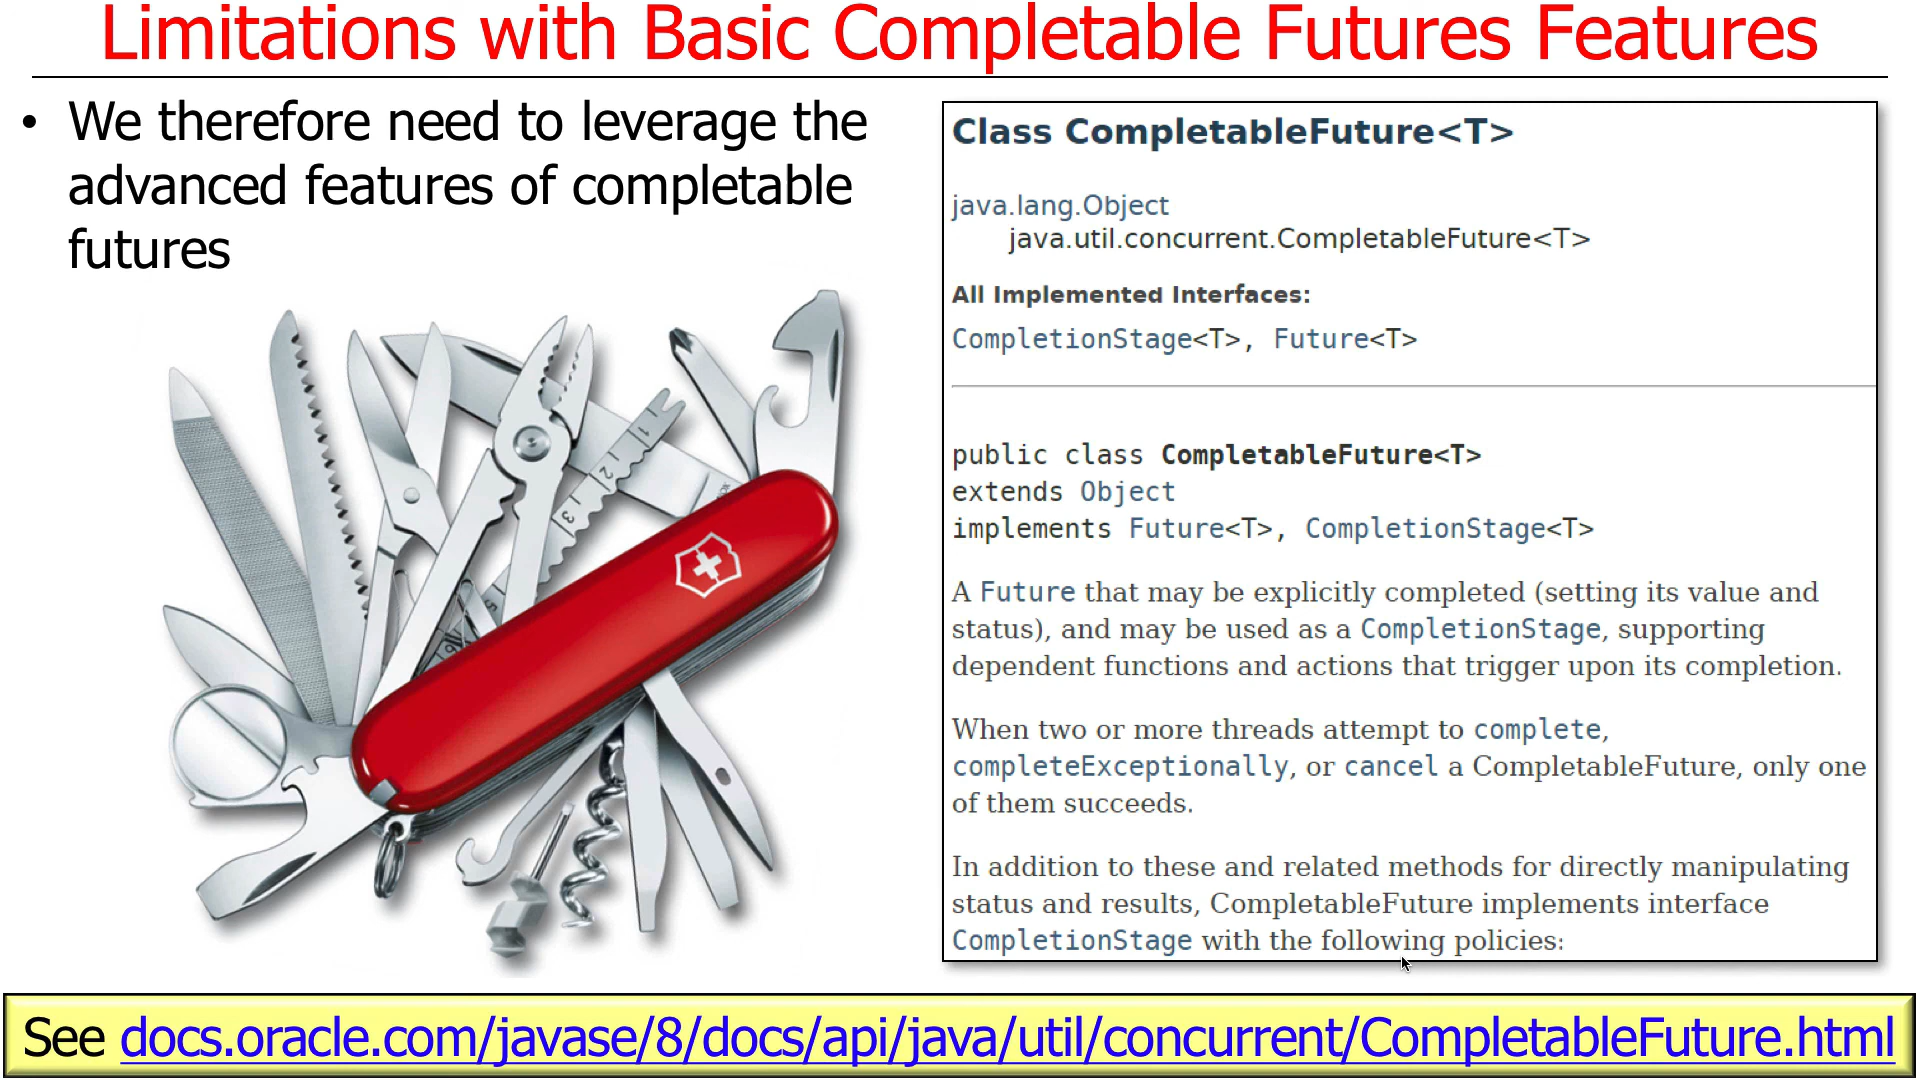 Limitations with Basic Completable Futures Features
• We therefore need to leverage the
advanced features of completable
futures
1
2
3
5
6
Class CompletableFuture<T>
java.lang.Object
java.util.concurrent.CompletableFuture<T>
All Implemented Interfaces:
CompletionStage<T>, Future<T>
public class CompletableFuture<T>
extends Object
implements Future<T>, CompletionStage<T>
A Future that may be explicitly completed (setting its value and
status), and may be used as a CompletionStage, supporting
dependent functions and actions that trigger upon its completion.
When two or more threads attempt to complete,
completeExceptionally, or cancel a CompletableFuture, only one
of them succeeds.
In addition to these and related methods for directly manipulating
status and results, CompletableFuture implements interface
CompletionStage with the following policies:
See docs.oracle.com/javase/8/docs/api/java/util/concurrent/CompletableFuture.html